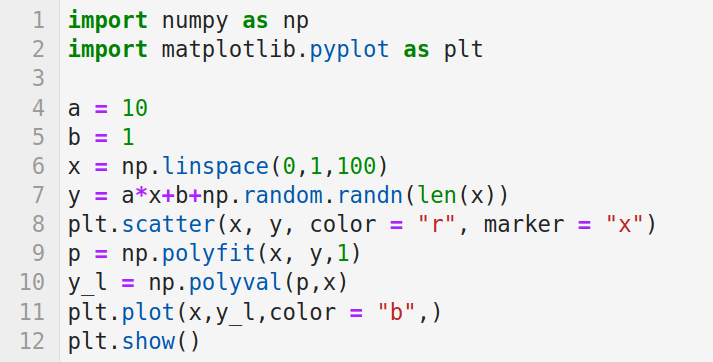 1 import numpy as np
2 import matplotlib.pyplot as plt
3
4 a = 10
5 b = 1
6 x = np.linspace(0,1,100)
7 y = a*x+b+np.random.randn(len(x))
8 plt.scatter(x, y, color = "r", marker = "x")
9 p = np.polyfit(x, y,1)
10 y_l = np.polyval(p,x)
11 plt.plot(x,y_l,color = "b",)
12 plt.show()